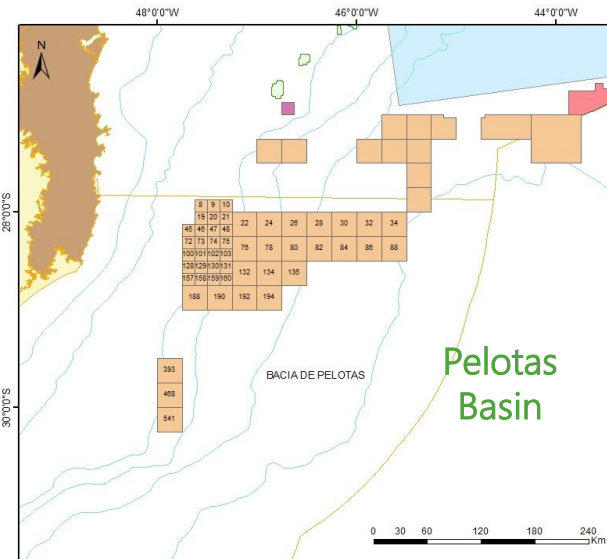 48°0'0"W 46°0'0"W 44°0'0"W
N
28°0'0"S
8 9 10
19 20 21
45 46 47 48 22 24 26 28 30 32 34
72 73 74 75 76 78 80 82 84 86 88
100 101 102 103
128 129 130 131 132 134 136
157 158 159 160
188 190 192 194
393
468
541
BACIA DE PELOTAS
Pelotas
Basin
30°0'0"S
0 30 60 120 180 240
Km